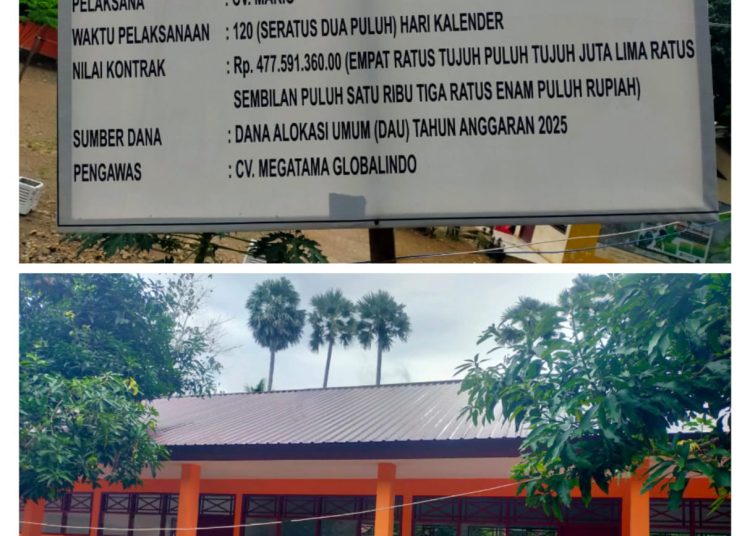 PELAKSANA : CV. MARIS
WAKTU PELAKSANAAN : 120 (SERATUS DUA PULUH) HARI KALENDER
NILAI KONTRAK : Rp. 477.591.360.00 (EMPAT RATUS TUJUH PULUH TUJUH JUTA LIMA RATUS
SEMBILAN PULUH SATU RIBU TIGA RATUS ENAM PULUH RUPIAH)
SUMBER DANA : DANA ALOKASI UMUM (DAU) TAHUN ANGGARAN 2025
PENGAWAS : CV. MEGATAMA GLOBALINDO